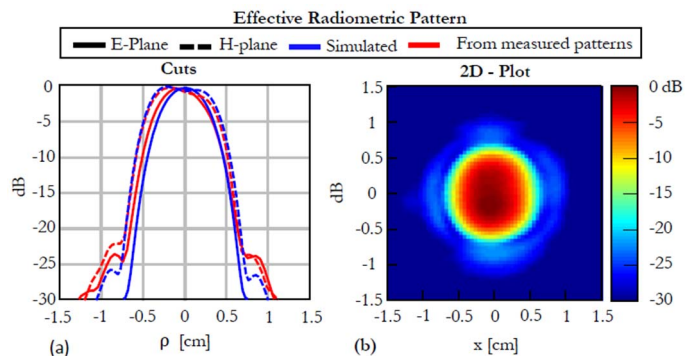 Effective Radiometric Pattern
E-Plane H-plane Simulated From measured patterns
Cuts
0
-5
-10
-15
-20
-25
-30
dB
-1.5 -1 -0.5 0 0.5 1 1.5
(a) ρ [cm]
2D - Plot
1.5
1
0.5
0
-0.5
-1
-1.5
dB
-1.5 -1 -0.5 0 0.5 1 1.5
(b) x [cm]
0 dB
-5
-10
-15
-20
-25
-30